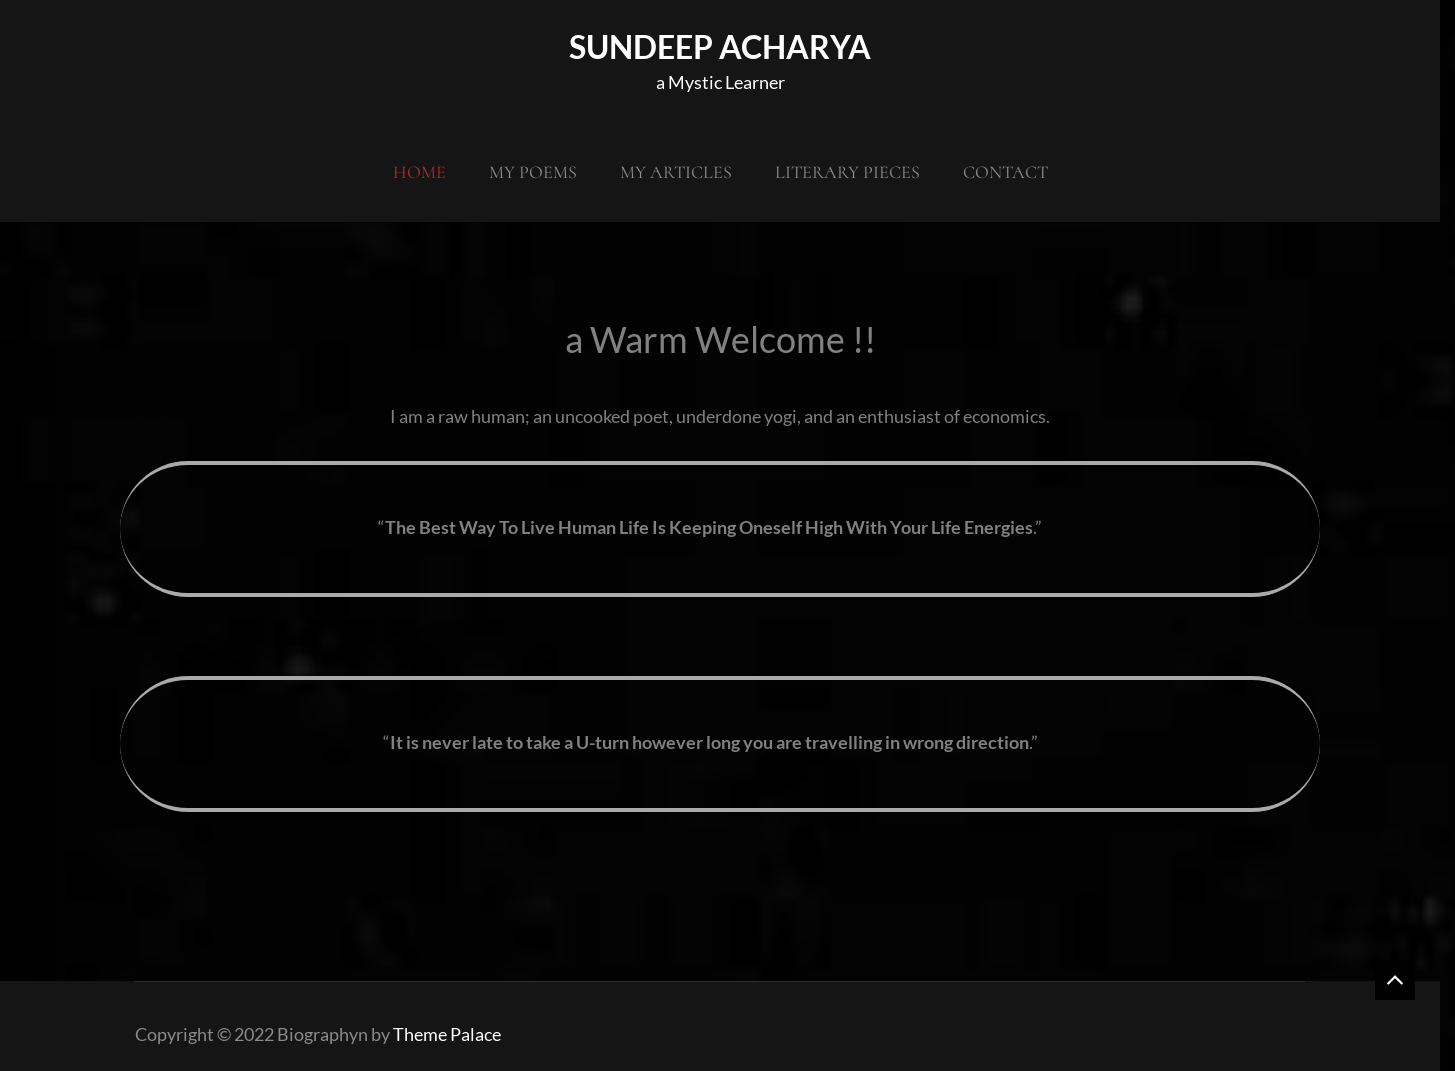 SUNDEEP ACHARYA
a Mystic Learner
HOME MY POEMS MY ARTICLES LITERARY PIECES CONTACT
a Warm Welcome !!
I am a raw human; an uncooked poet, underdone yogi, and an enthusiast of economics.
“The Best Way To Live Human Life Is Keeping Oneself High With Your Life Energies.”
“It is never late to take a U-turn however long you are travelling in wrong direction.”
Copyright © 2022 Biographyn by Theme Palace